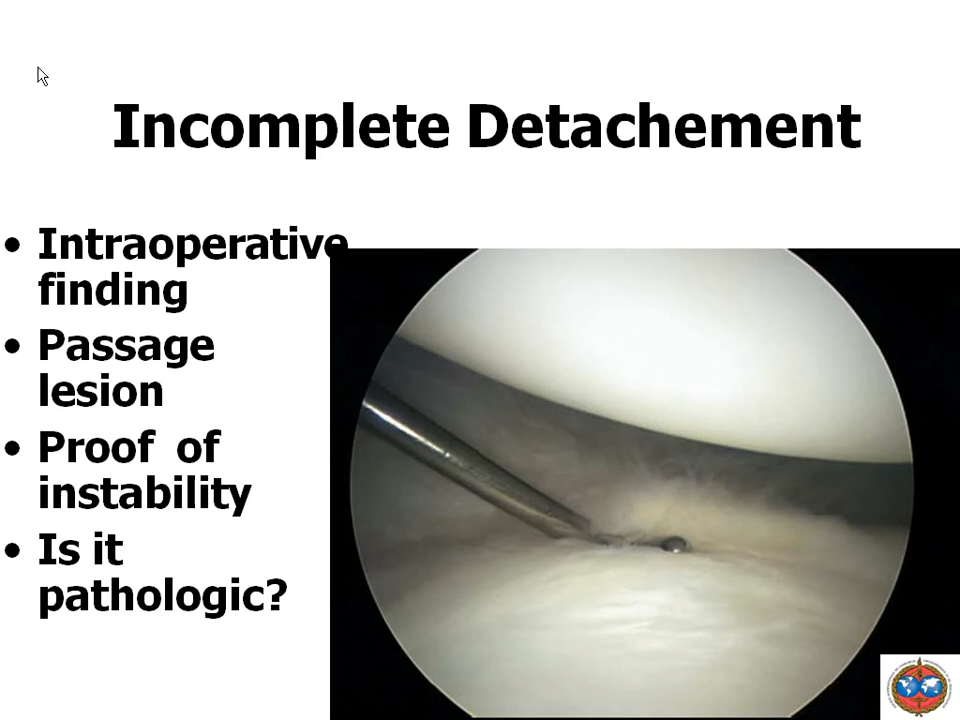 Incomplete Detachement
• Intraoperative
finding
• Passage
lesion
• Proof of
instability
• Is it
pathologic?